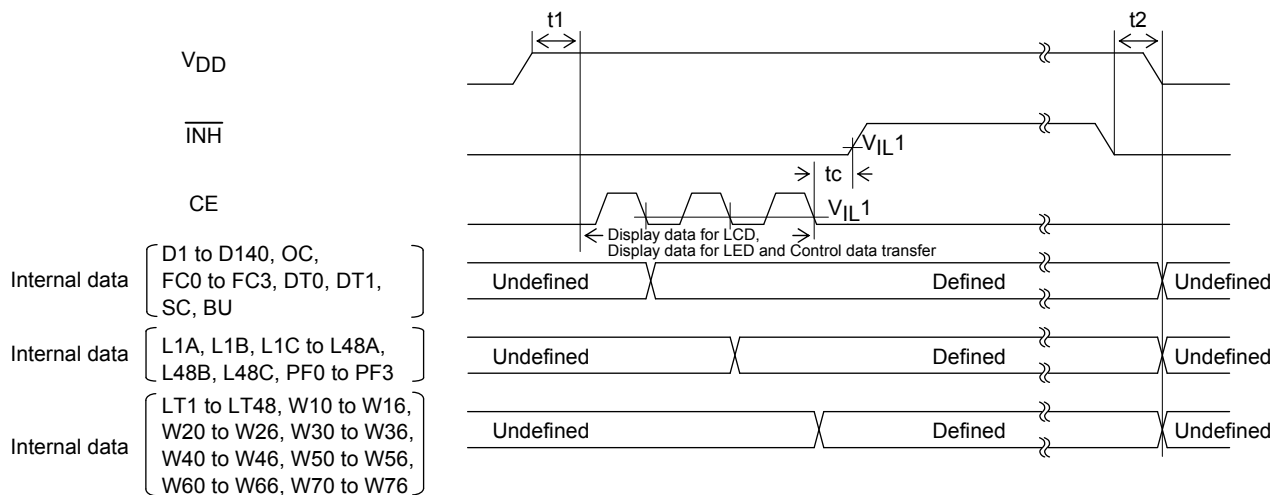 t1
t2
VDD
INH
VIL1
tc
CE
VIL1
Display data for LCD,
Display data for LED and Control data transfer
Internal data
D1 to D140, OC,
FC0 to FC3, DT0, DT1,
SC, BU
Undefined
Defined
Undefined
Internal data
L1A, L1B, L1C to L48A,
L48B, L48C, PF0 to PF3
Undefined
Defined
Undefined
Internal data
LT1 to LT48, W10 to W16,
W20 to W26, W30 to W36,
W40 to W46, W50 to W56,
W60 to W66, W70 to W76
Undefined
Defined
Undefined